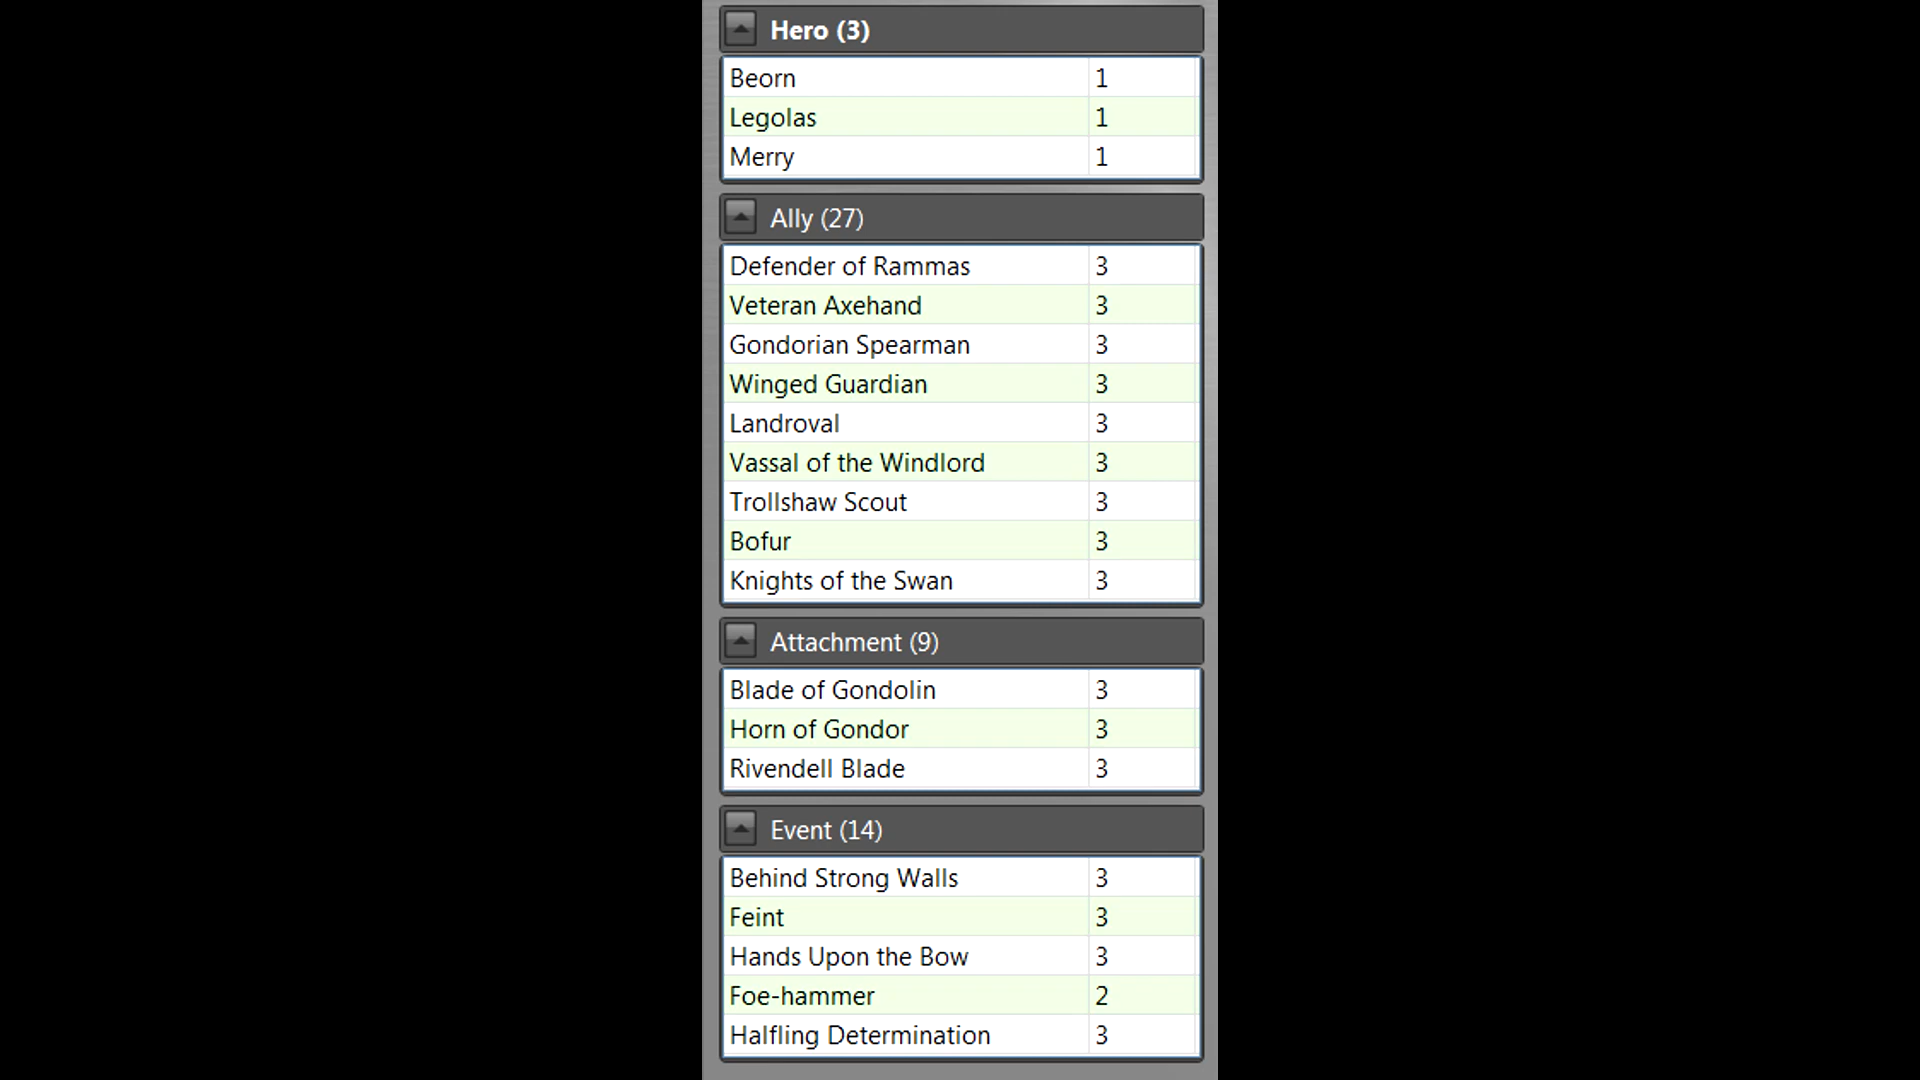 Hero (3)
Beorn 1
Legolas 1
Merry 1
Ally (27)
Defender of Rammas 3
Veteran Axehand 3
Gondorian Spearman 3
Winged Guardian 3
Landroval 3
Vassal of the Windlord 3
Trollshaw Scout 3
Bofur 3
Knights of the Swan 3
Attachment (9)
Blade of Gondolin 3
Horn of Gondor 3
Rivendell Blade 3
Event (14)
Behind Strong Walls 3
Feint 3
Hands Upon the Bow 3
Foe-hammer 2
Halfling Determination 3